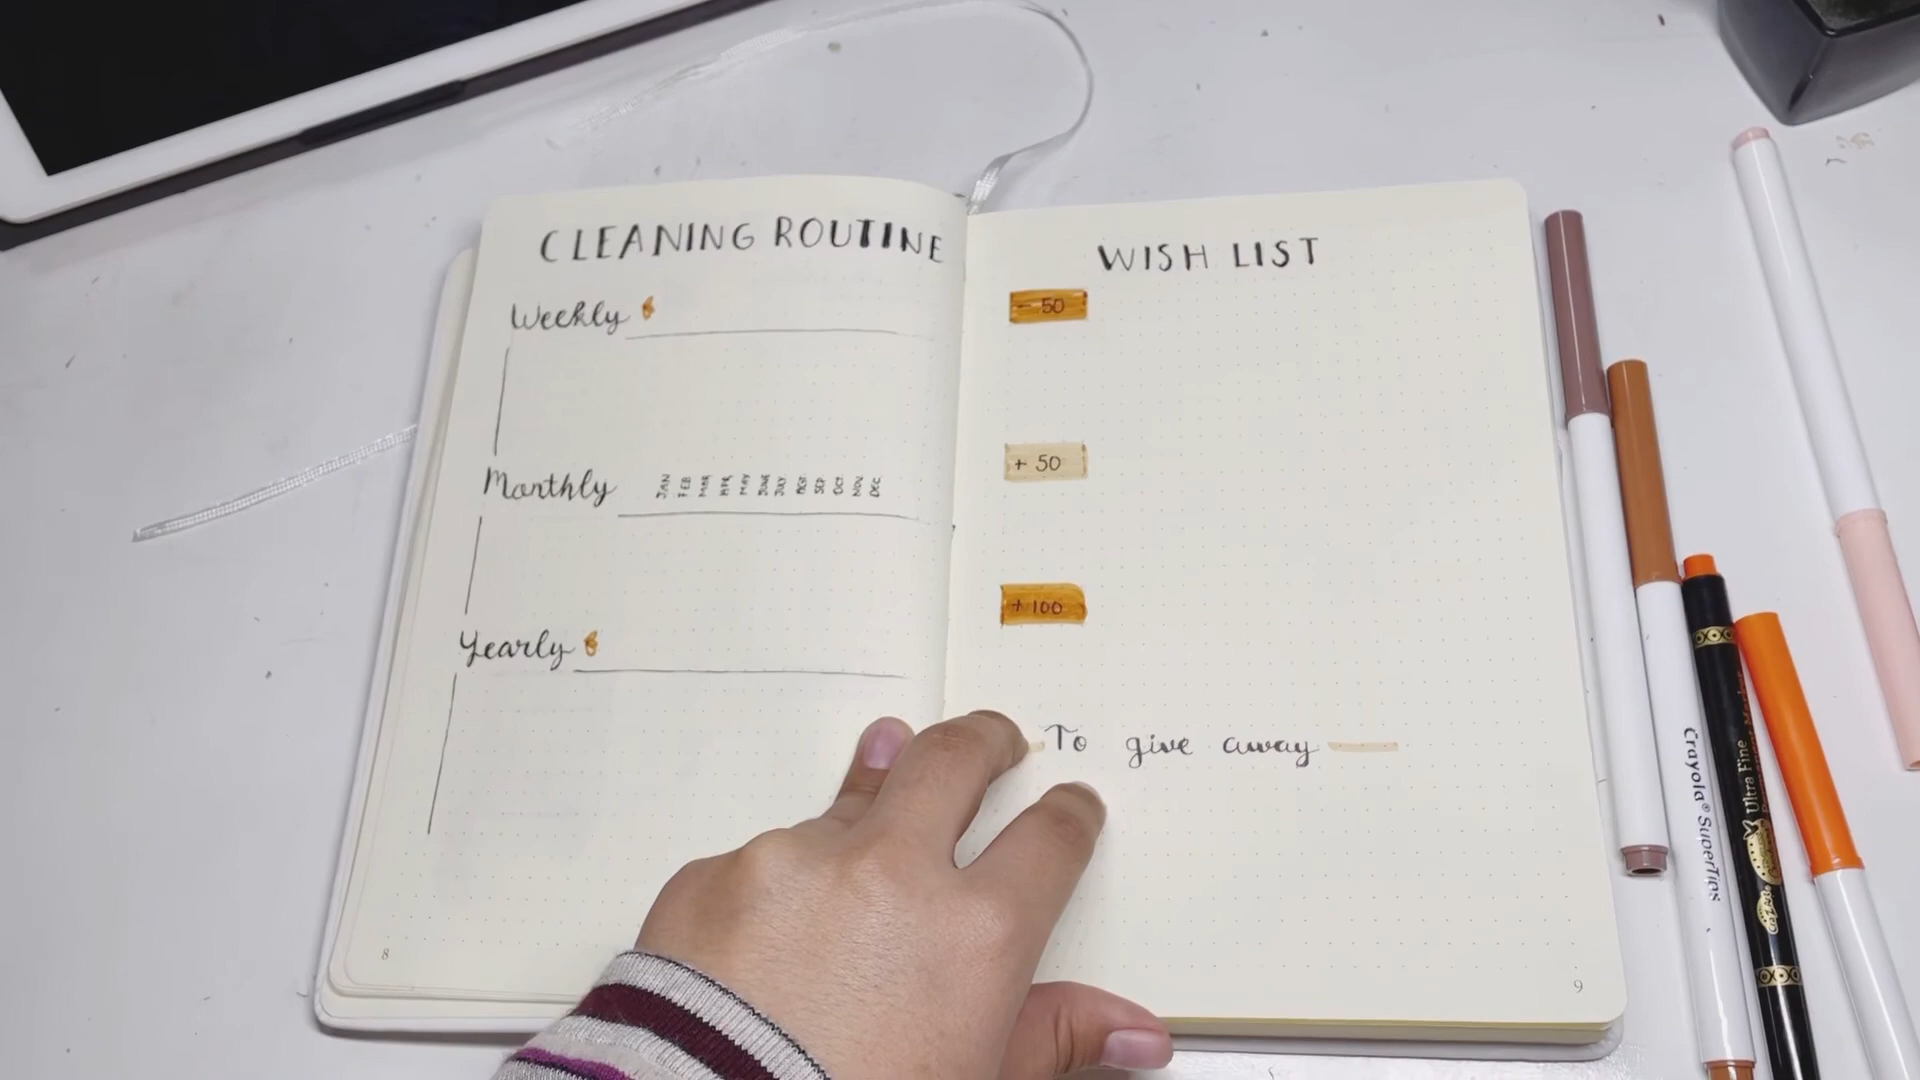 CLEANING ROUTINE
Weekly
Monthly
JAN
FEB
MAR
APR
MAY
JUNE
JULY
AGT
SEP
OCT
NOV
DEC
Yearly
8
WISH LIST
- 50
+ 50
+ 100
To give away
9
Crayola® SuperTips
Ultra Fine